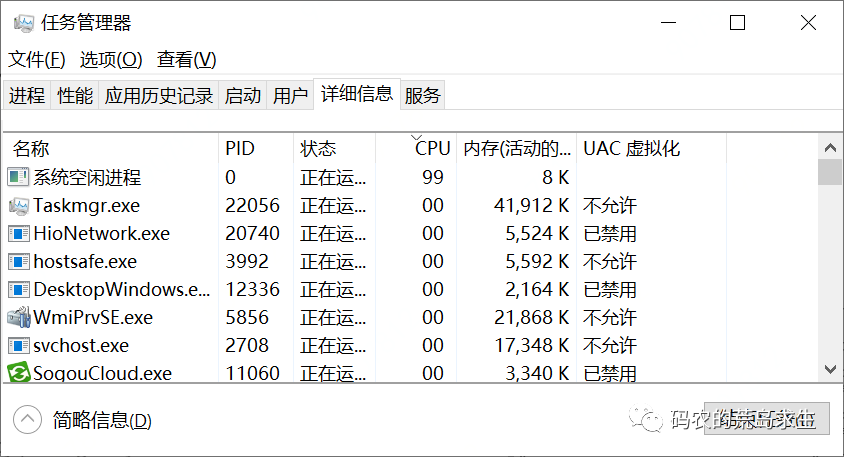 任务管理器
文件(F) 选项(O) 查看(V)
进程 性能 应用历史记录 启动 用户 详细信息 服务
名称 PID 状态 CPU 内存(活动的... UAC 虚拟化
系统空闲进程 0 正在运... 99 8 K
Taskmgr.exe 22056 正在运... 00 41,912 K 不允许
HioNetwork.exe 20740 正在运... 00 5,524 K 已禁用
hostsafe.exe 3992 正在运... 00 5,592 K 不允许
DesktopWindows.e... 12336 正在运... 00 2,164 K 已禁用
WmiPrvSE.exe 5856 正在运... 00 21,868 K 不允许
svchost.exe 2708 正在运... 00 17,348 K 不允许
SogouCloud.exe 11060 正在运... 00 3,340 K 已禁用
简略信息(D) 码农的荒岛求生